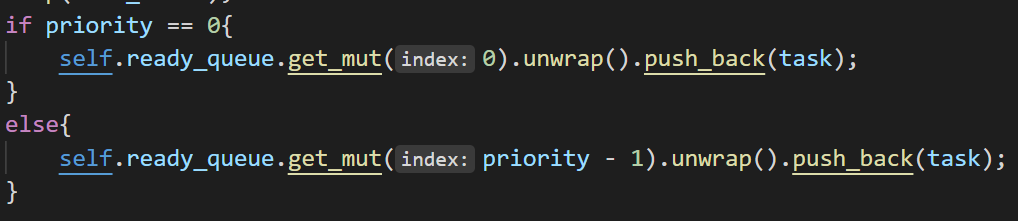 if priority == 0{
    self.ready_queue.get_mut(index: 0).unwrap().push_back(task);
}
else{
    self.ready_queue.get_mut(index: priority - 1).unwrap().push_back(task);
}